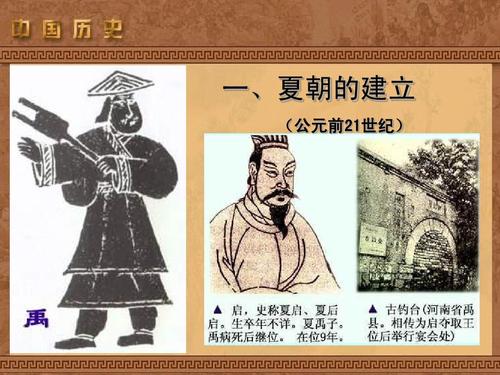 中国历史
一、夏朝的建立
（公元前21世纪）
禹
▲ 启，史称夏启、夏后
启。生卒年不详。夏禹子。
禹病死后继位。 在位9年。
▲ 古钧台(河南省禹
县。相传为启夺取王
位后举行宴会处)